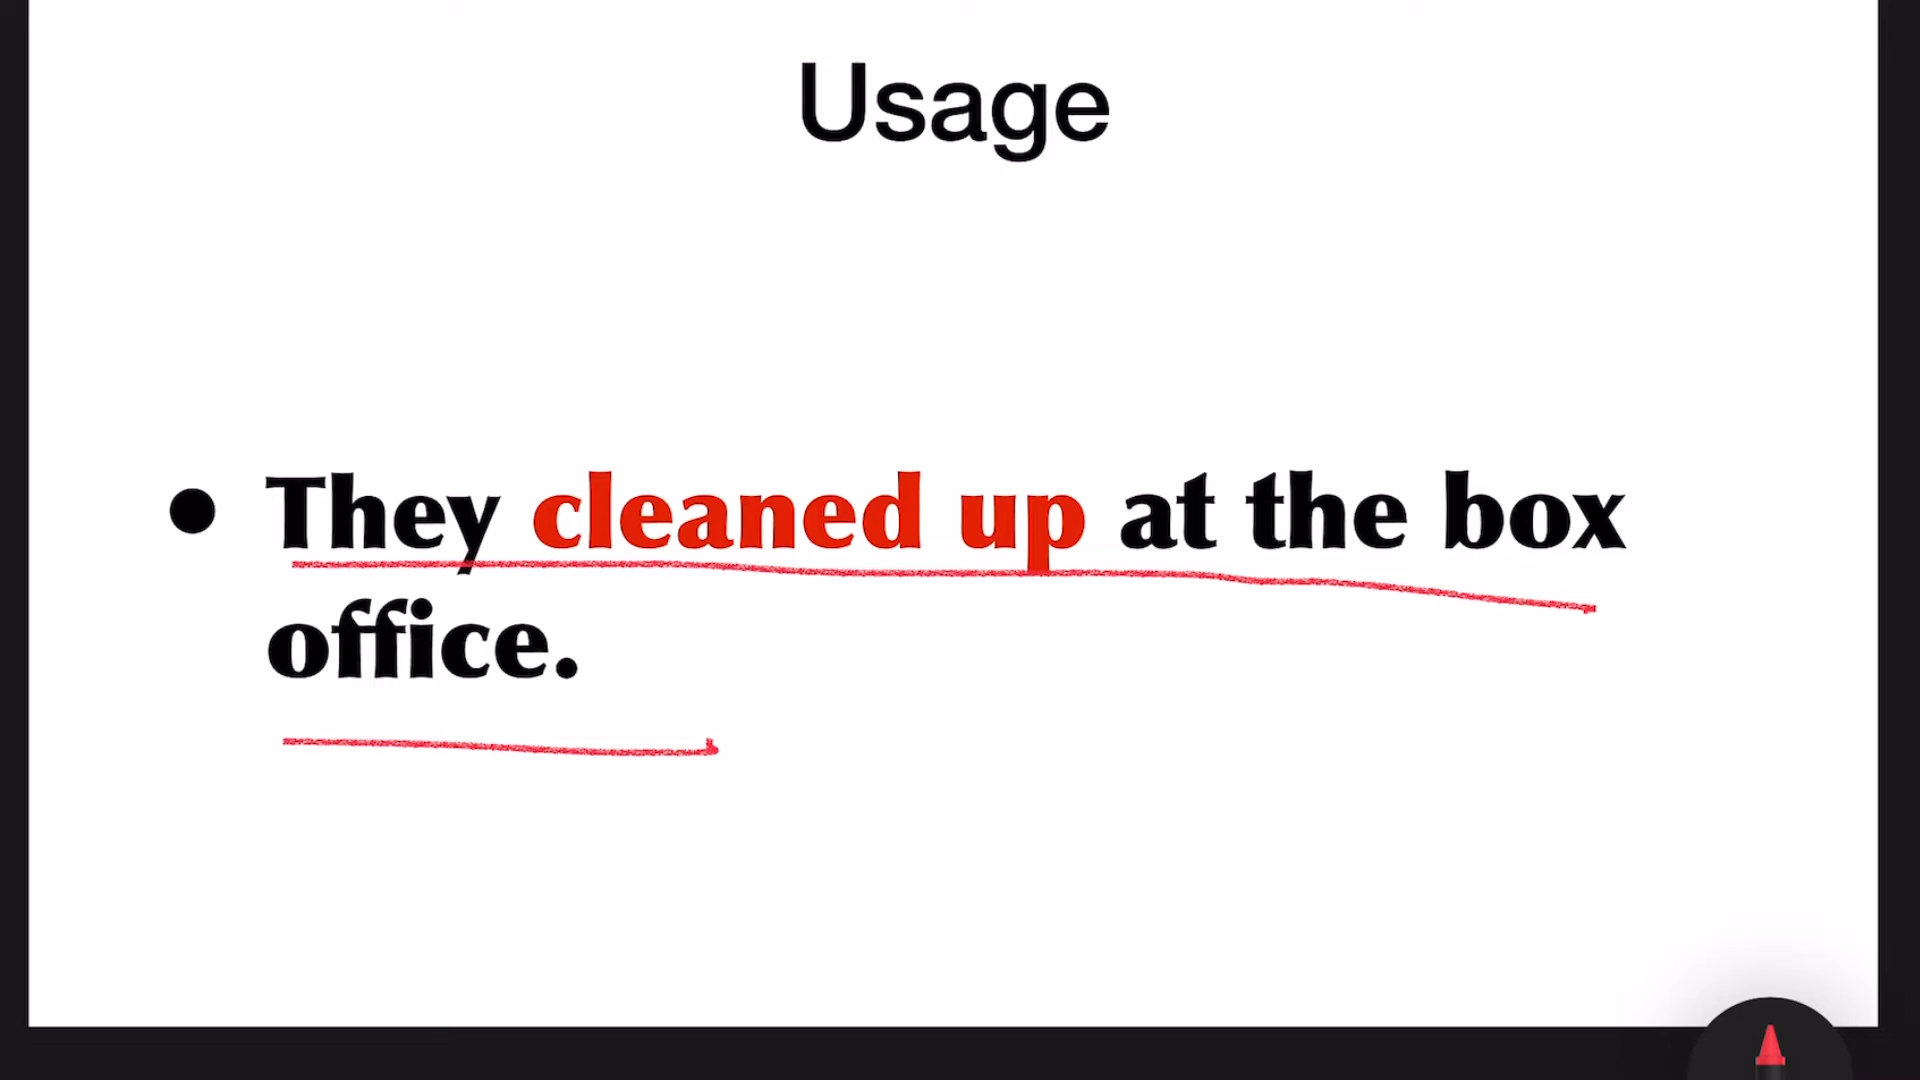 Usage
• They cleaned up at the box
office.